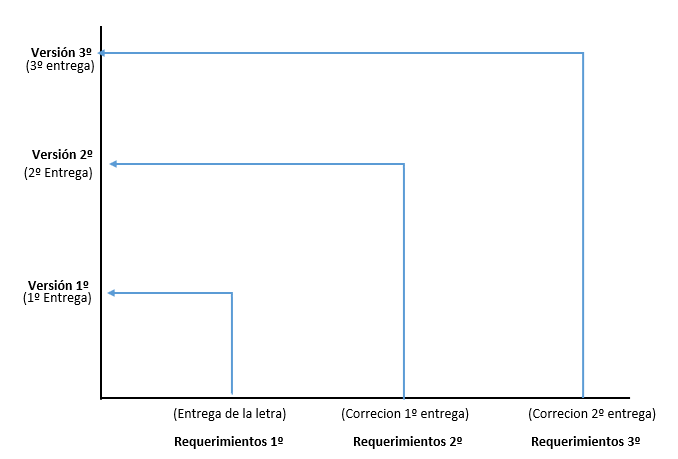 Versión 3º
(3º entrega)
Versión 2º
(2º Entrega)
Versión 1º
(1º Entrega)
(Entrega de la letra)
(Correcion 1º entrega)
(Correcion 2º entrega)
Requerimientos 1º
Requerimientos 2º
Requerimientos 3º